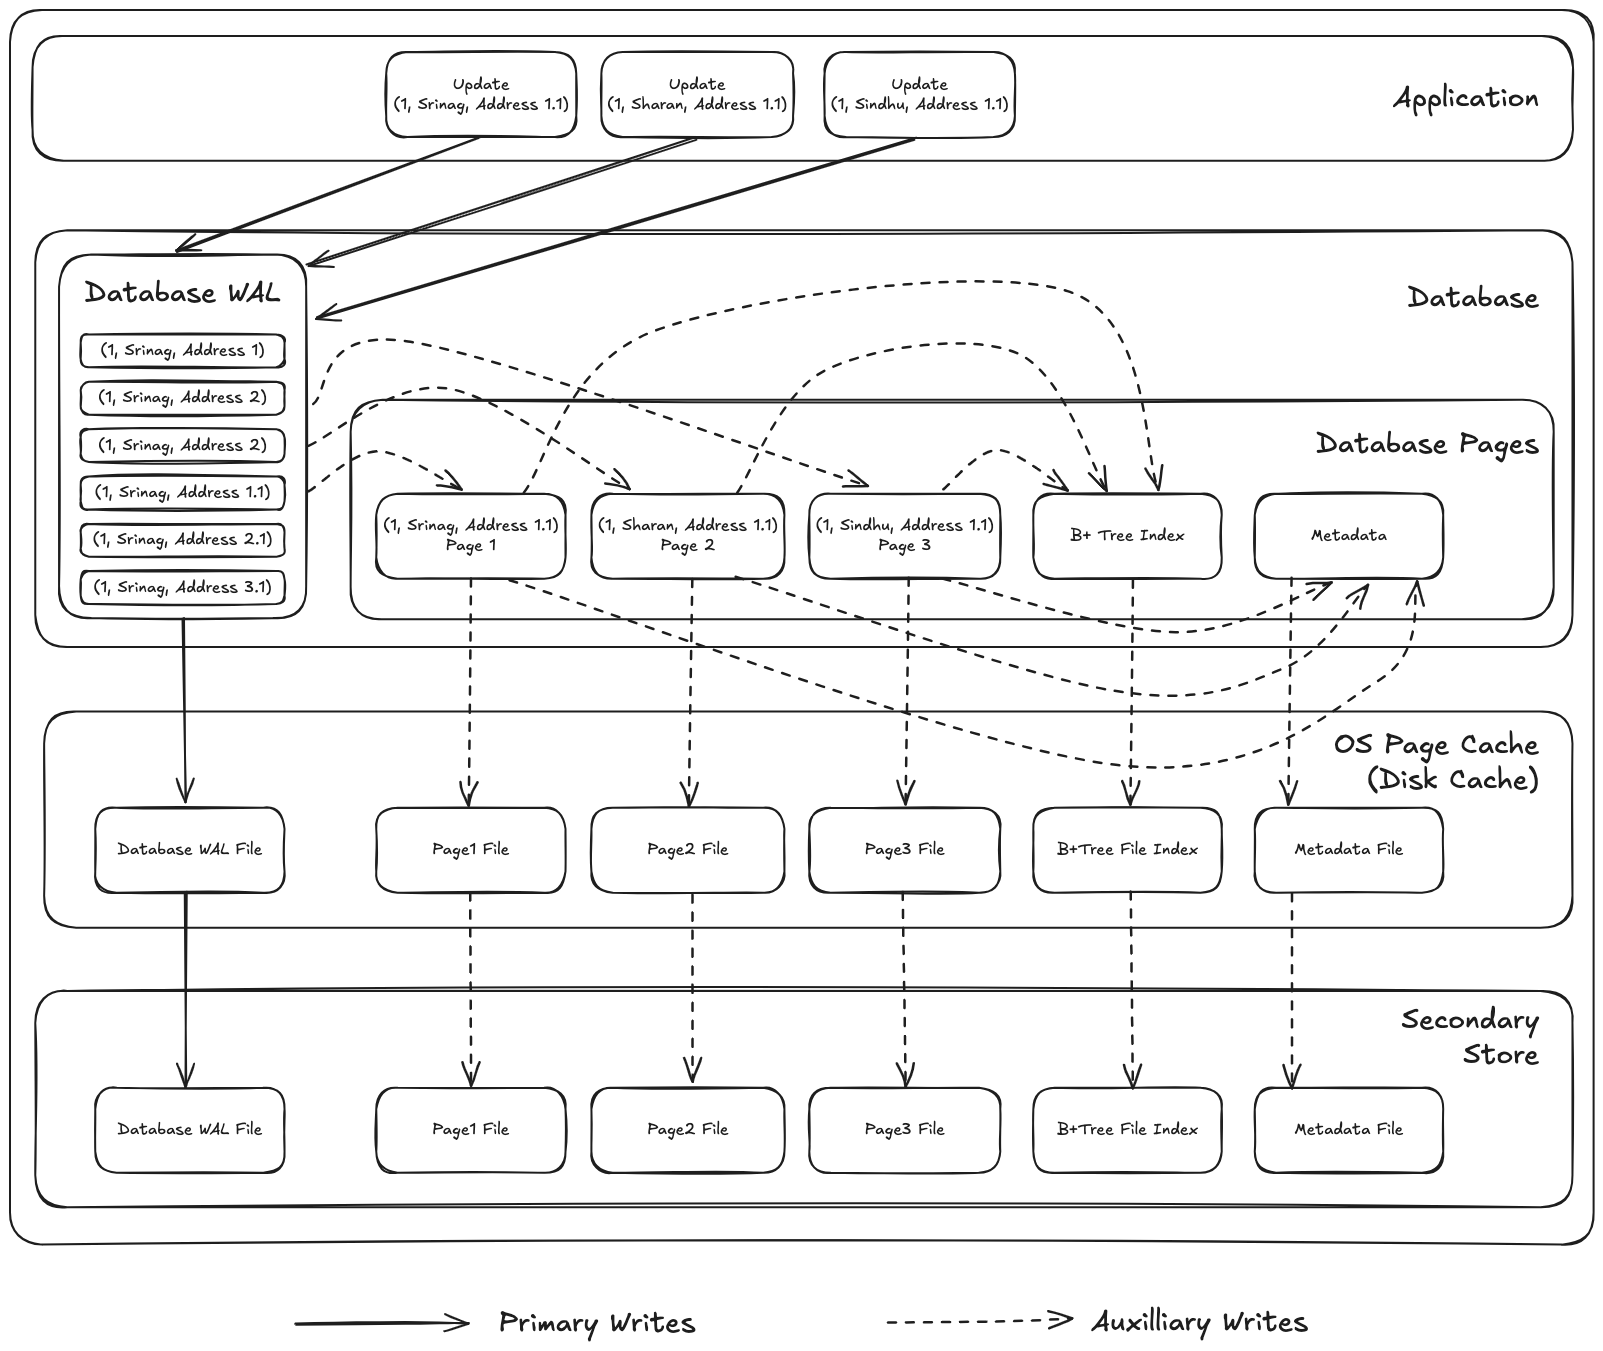 Update
(1, Srinag, Address 1.1)
Update
(1, Sharan, Address 1.1)
Update
(1, Sindhu, Address 1.1)
Application
Database WAL
(1, Srinag, Address 1)
(1, Srinag, Address 2)
(1, Srinag, Address 2)
(1, Srinag, Address 1.1)
(1, Srinag, Address 2.1)
(1, Srinag, Address 3.1)
Database
Database Pages
(1, Srinag, Address 1.1)
Page 1
(1, Sharan, Address 1.1)
Page 2
(1, Sindhu, Address 1.1)
Page 3
B+ Tree Index
Metadata
OS Page Cache
(Disk Cache)
Database WAL File
Page1 File
Page2 File
Page3 File
B+Tree File Index
Metadata File
Secondary
Store
Database WAL File
Page1 File
Page2 File
Page3 File
B+Tree File Index
Metadata File
Primary Writes
Auxilliary Writes